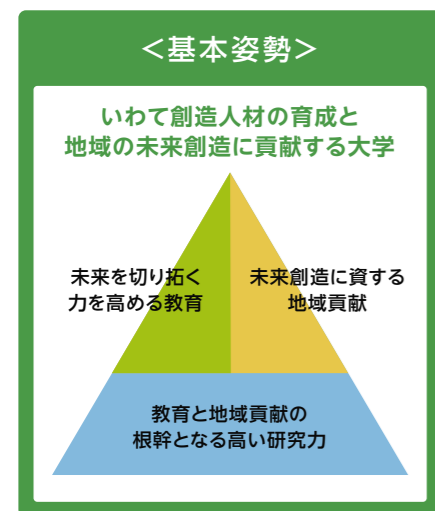 ＜基本姿勢＞
いわて創造人材の育成と
地域の未来創造に貢献する大学
未来を切り拓く
力を高める教育
未来創造に資する
地域貢献
教育と地域貢献の
根幹となる高い研究力